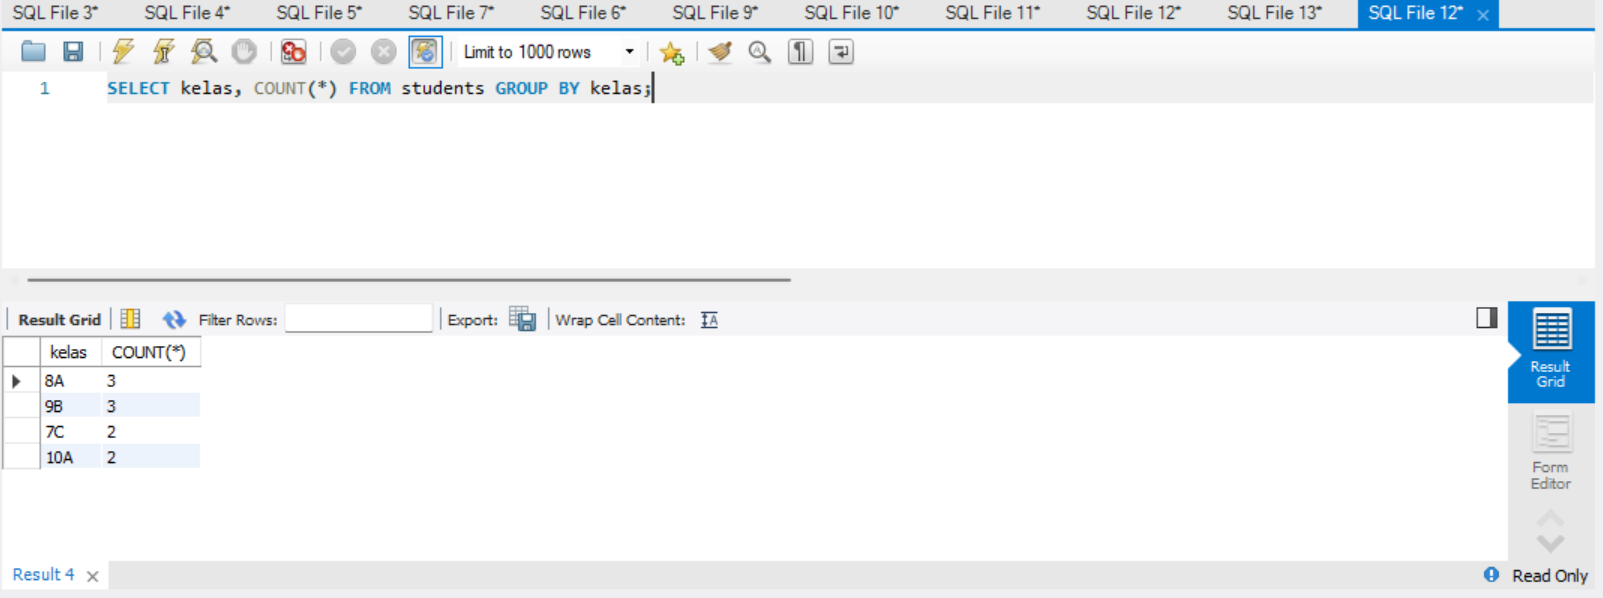 SQL File 3* SQL File 4* SQL File 5* SQL File 7* SQL File 6* SQL File 9* SQL File 10* SQL File 11* SQL File 12* SQL File 13* SQL File 12* ×
Limit to 1000 rows
1 SELECT kelas, COUNT(*) FROM students GROUP BY kelas;
Result Grid Filter Rows: Export: Wrap Cell Content: IA
kelas COUNT(*)
8A 3
9B 3
7C 2
10A 2
Result
Grid
Form
Editor
Result 4 × Read Only